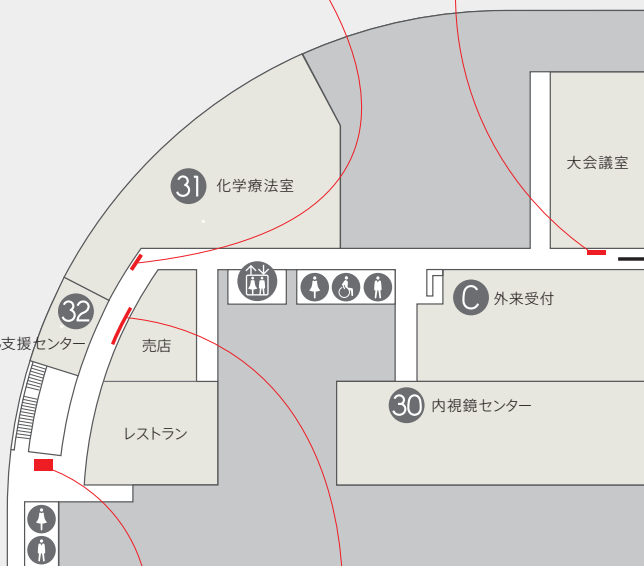 大会議室
31 化学療法室
C 外来受付
32
支援センター
売店
30 内視鏡センター
レストラン